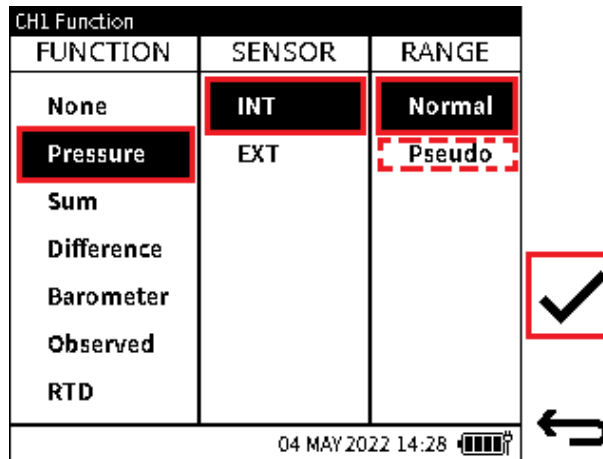 CH1 Function
FUNCTION SENSOR RANGE
None INT Normal
Pressure EXT Pseudo
Sum
Difference
Barometer
Observed
RTD
04 MAY 2022 14:28